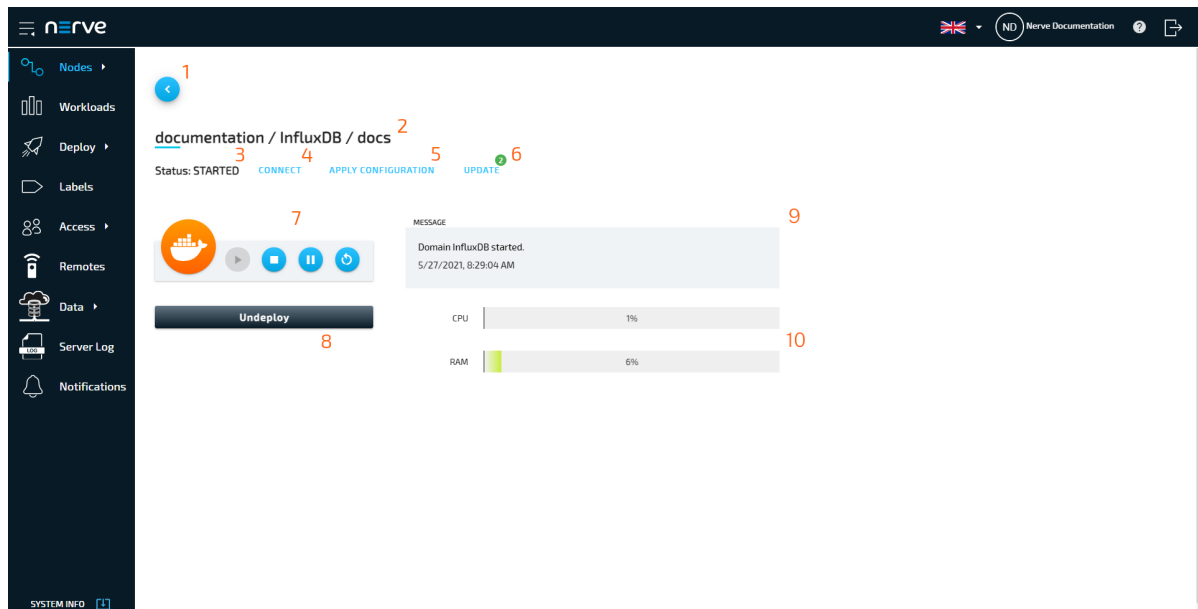 nerve
ND Nerve Documentation ?
Nodes
Workloads
Deploy
Labels
Access
Remotes
Data
LOG Server Log
Notifications
SYSTEM INFO
1
documentation / InfluxDB / docs 2
3 4 5 6
Status: STARTED CONNECT APPLY CONFIGURATION UPDATE 2
7
8
Undeploy
MESSAGE 9
Domain InfluxDB started.
5/27/2021, 8:29:04 AM
CPU 1%
10
RAM 6%